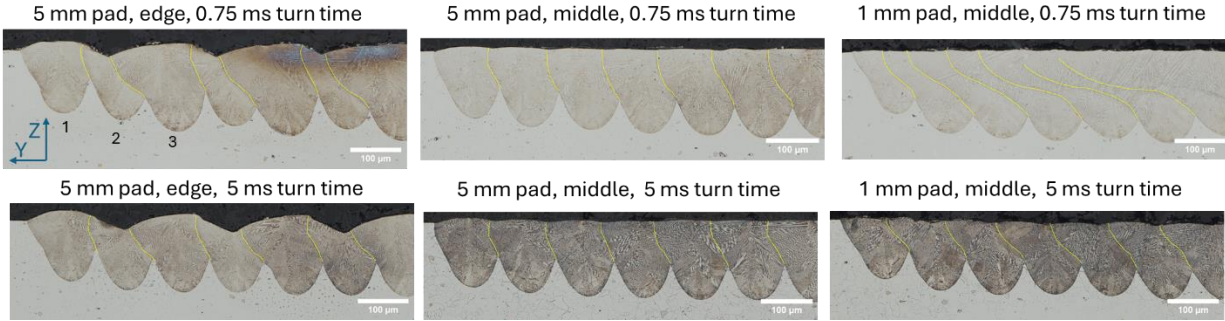 5 mm pad, edge, 0.75 ms turn time
5 mm pad, middle, 0.75 ms turn time
1 mm pad, middle, 0.75 ms turn time
1
2
3
Z
Y
100 µm
100 µm
100 µm
5 mm pad, edge, 5 ms turn time
5 mm pad, middle, 5 ms turn time
1 mm pad, middle, 5 ms turn time
100 µm
100 µm
100 µm